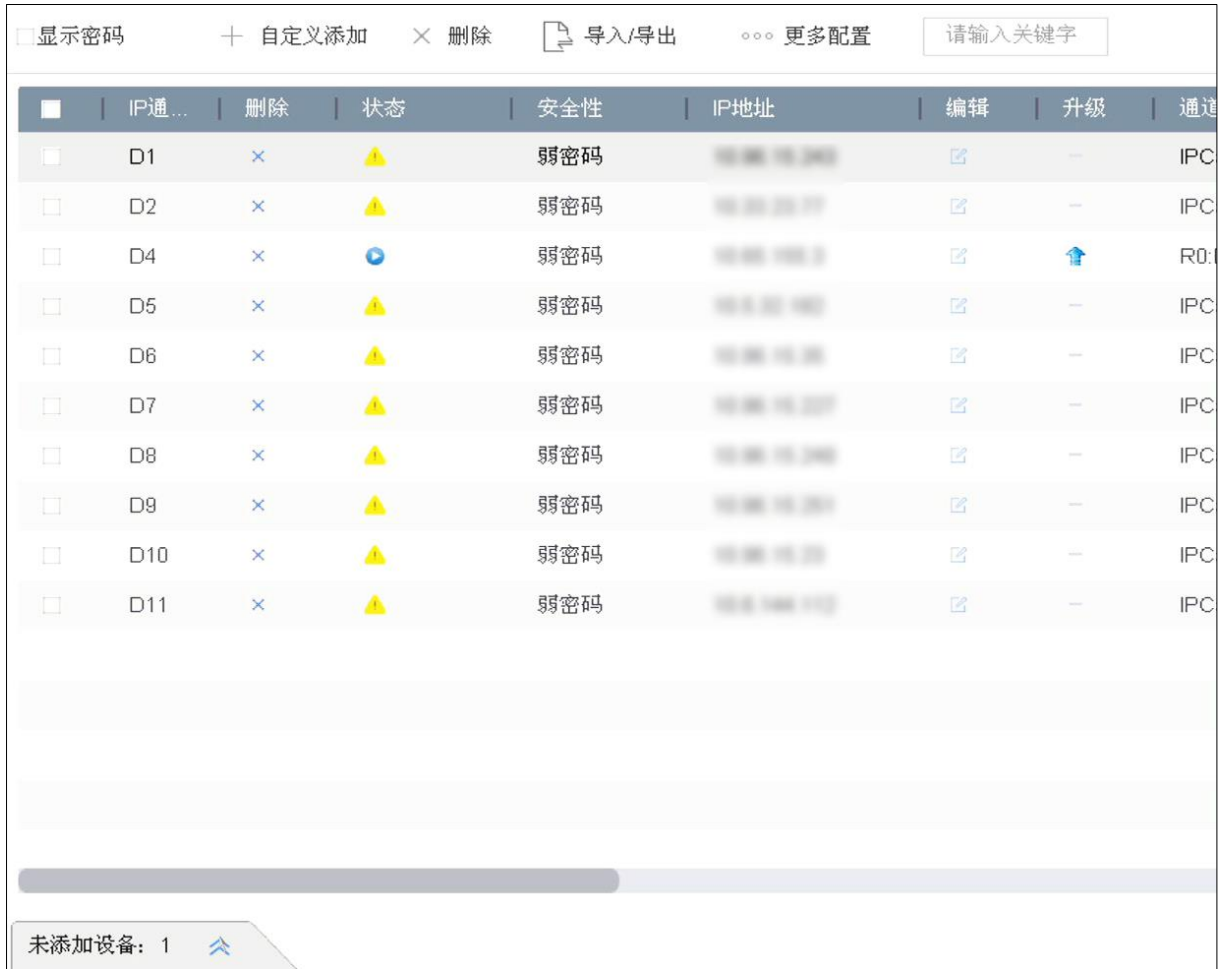 显示密码 自定义添加 删除 导入/导出 更多配置 请输入关键字
IP通... 删除 状态 安全性 IP地址 编辑 升级 通道
D1 弱密码 IPC
D2 弱密码 IPC
D4 弱密码 R0:
D5 弱密码 IPC
D6 弱密码 IPC
D7 弱密码 IPC
D8 弱密码 IPC
D9 弱密码 IPC
D10 弱密码 IPC
D11 弱密码 IPC
未添加设备: 1